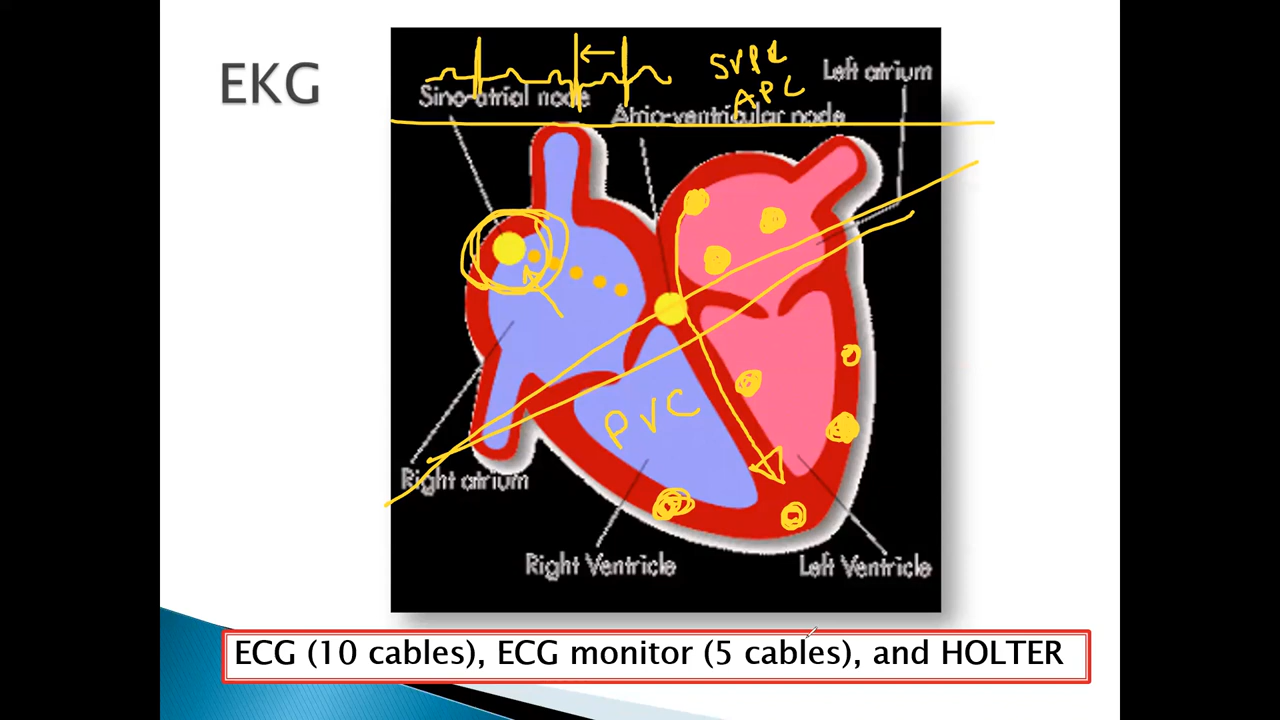 EKG
SVPC
APC
Left atrium
Sino-atrial node
Atrio-ventricular node
PVC
Right atrium
Right Ventricle
Left Ventricle
ECG (10 cables), ECG monitor (5 cables), and HOLTER